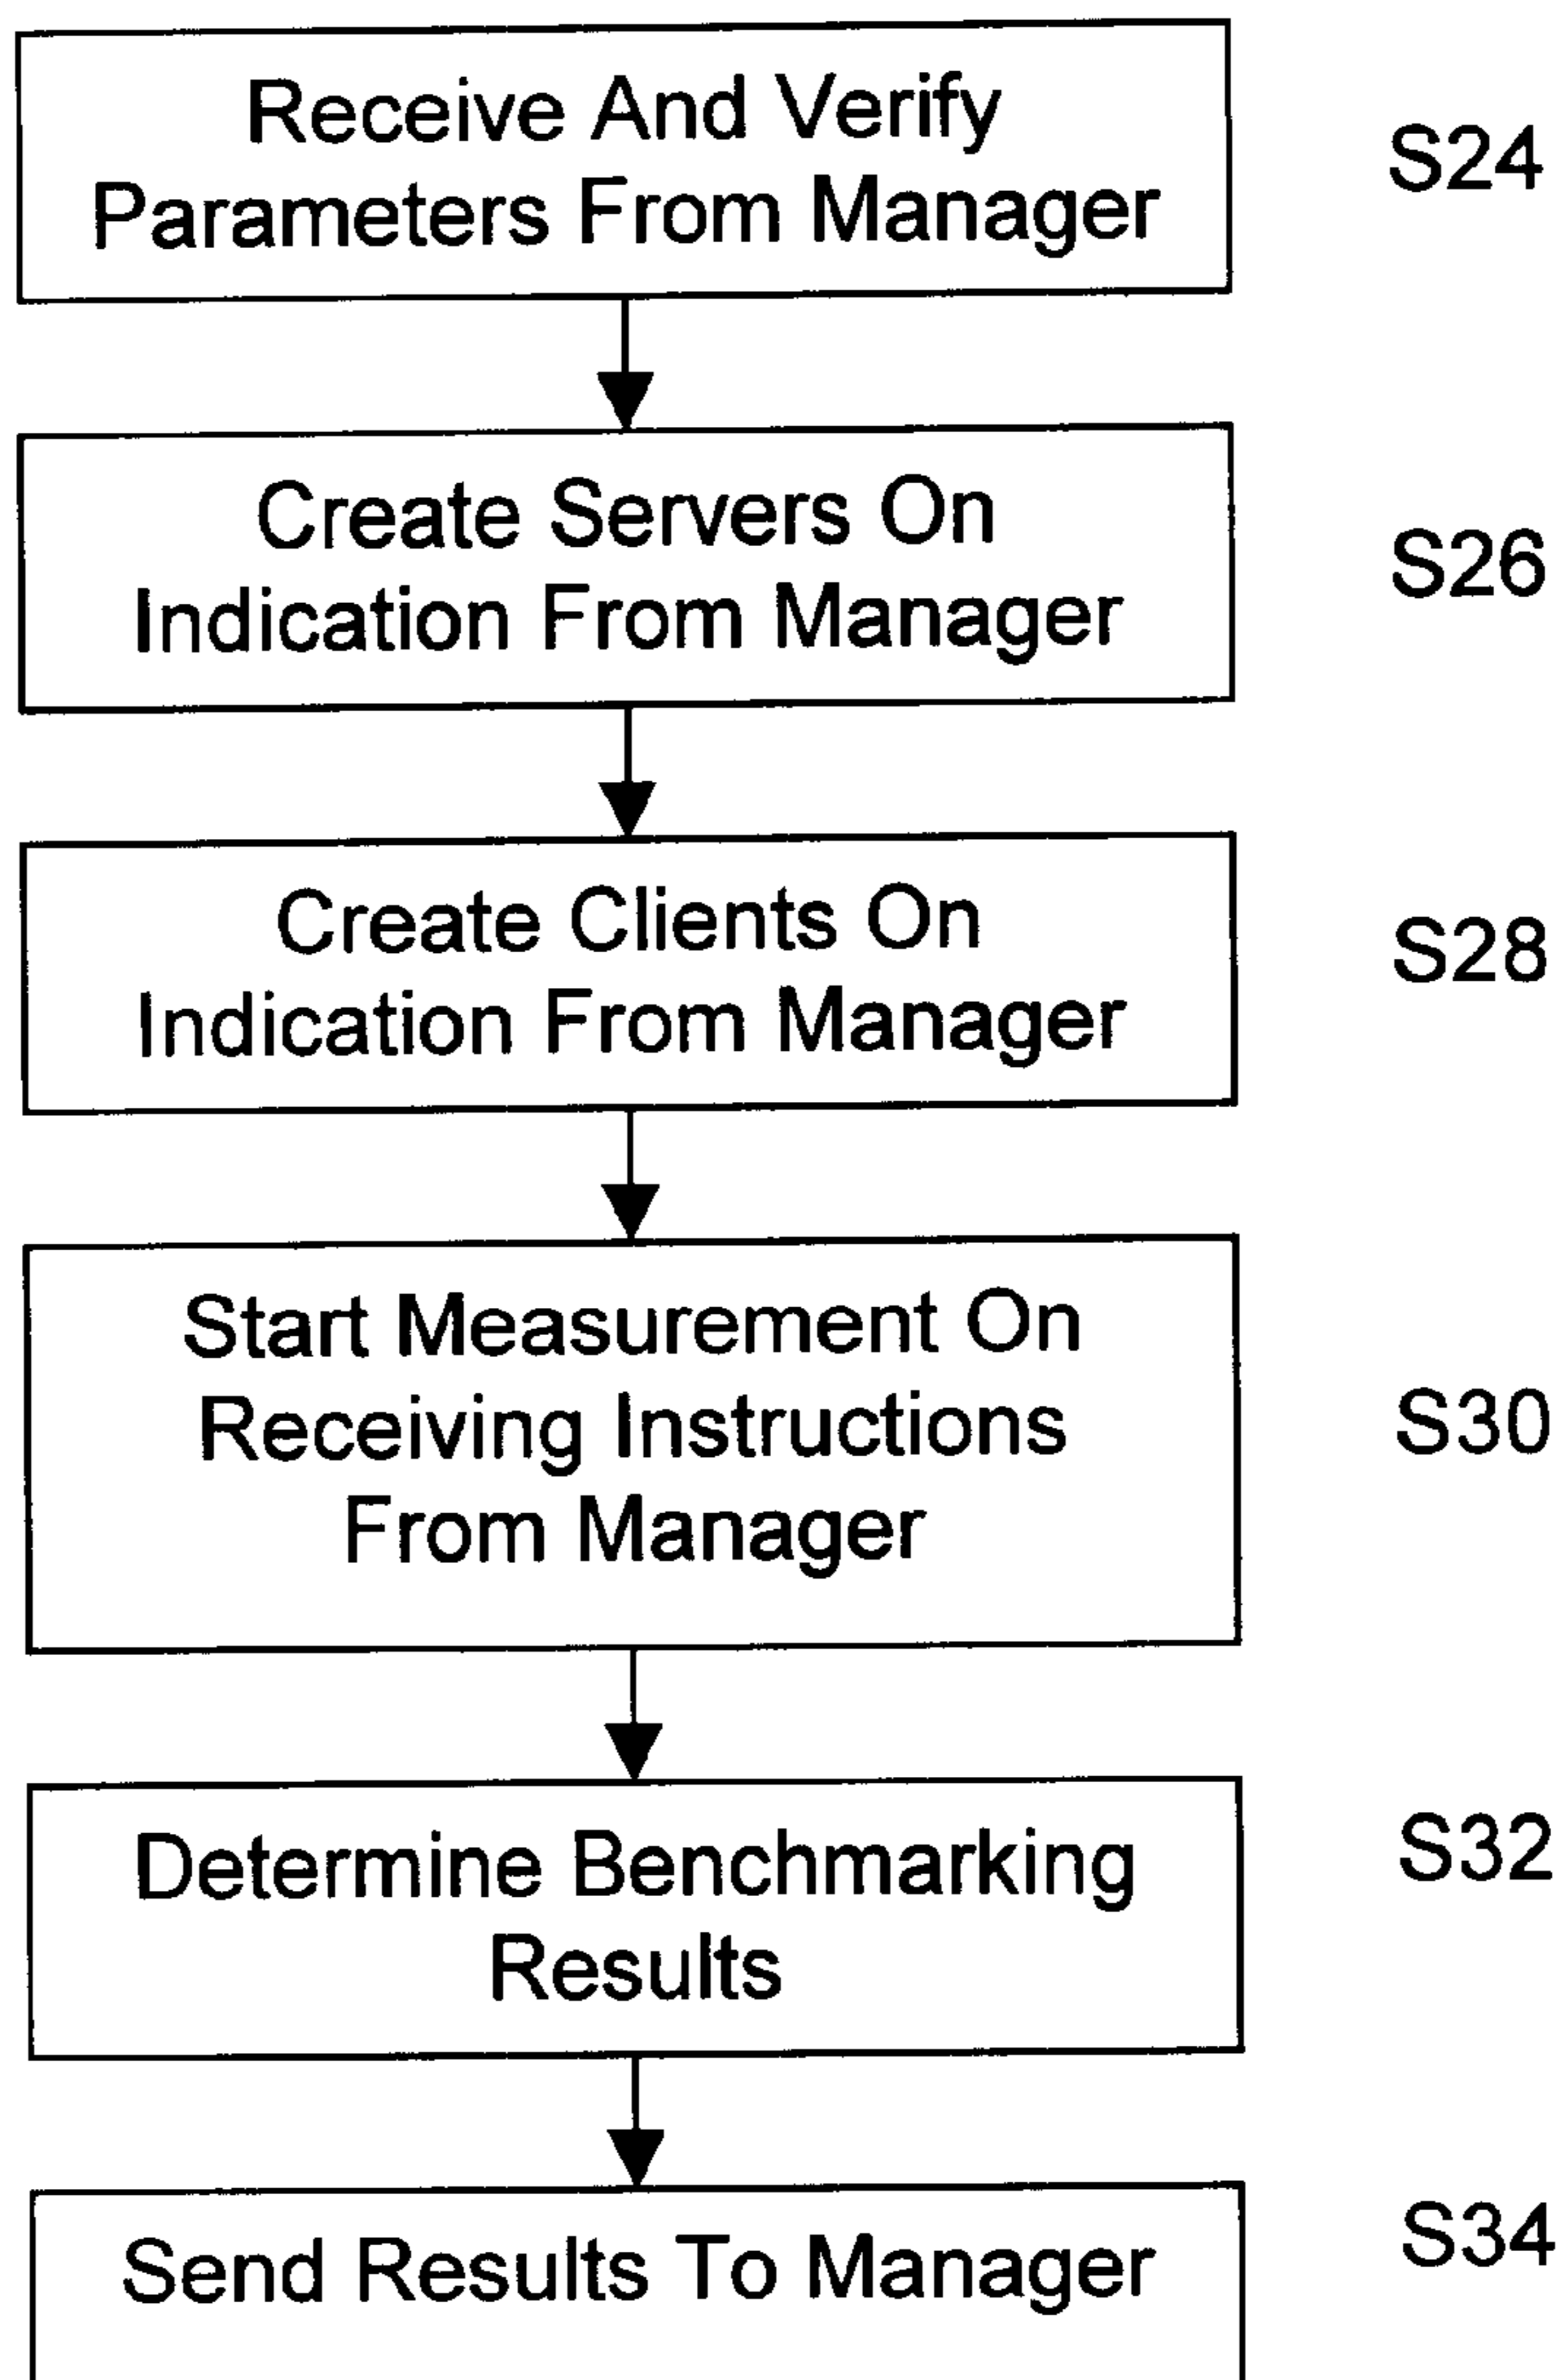 Receive And Verify
Parameters From Manager
S24
Create Servers On
Indication From Manager
S26
Create Clients On
Indication From Manager
S28
Start Measurement On
Receiving Instructions
From Manager
S30
Determine Benchmarking
Results
S32
Send Results To Manager
S34